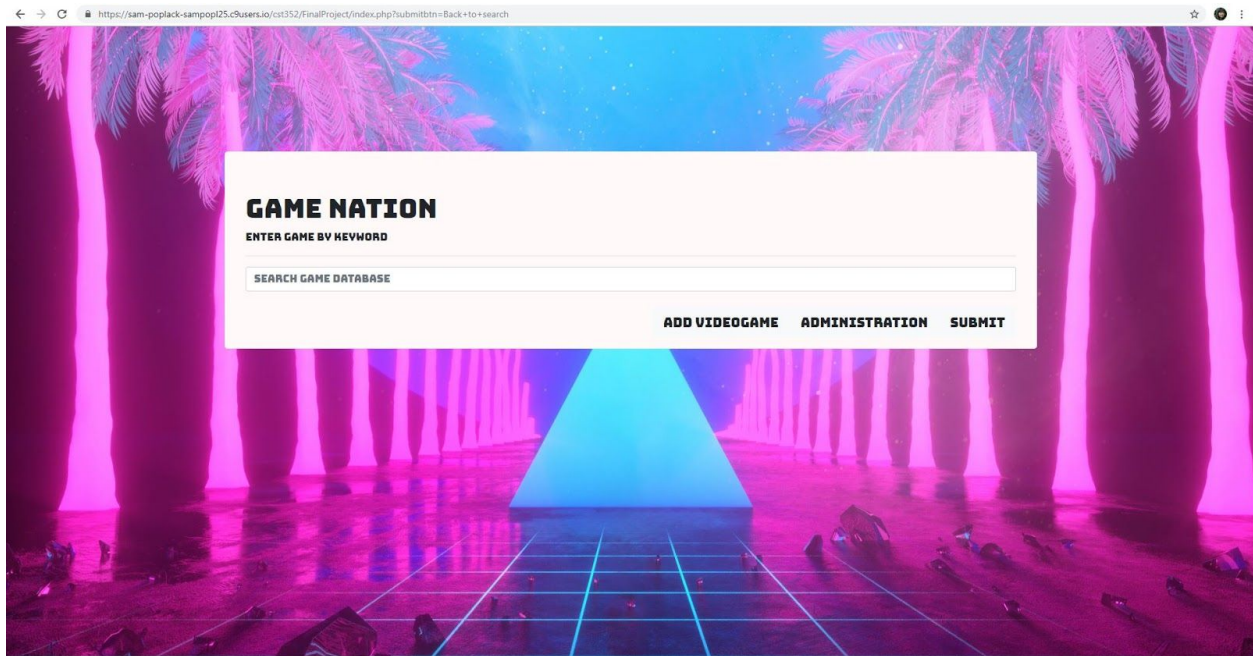 https://sam-poplack-sampopl25.c9users.io/cst352/FinalProject/index.php?submitbtn=Back+to+search
GAME NATION
ENTER GAME BY KEYWORD
SEARCH GAME DATABASE
ADD VIDEOGAME ADMINISTRATION SUBMIT